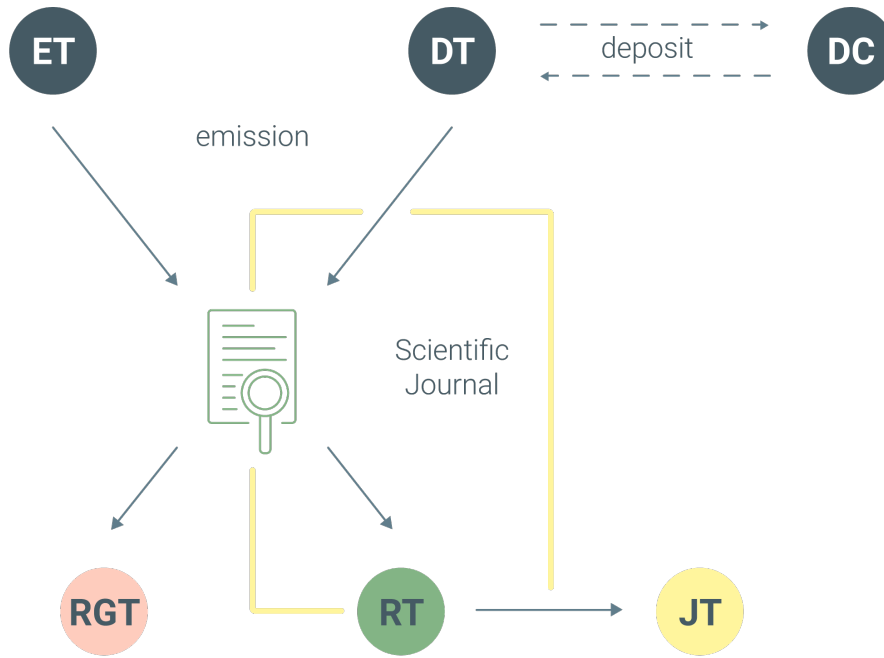 ET
DT
deposit
DC
emission
Scientific
Journal
RGT
RT
JT